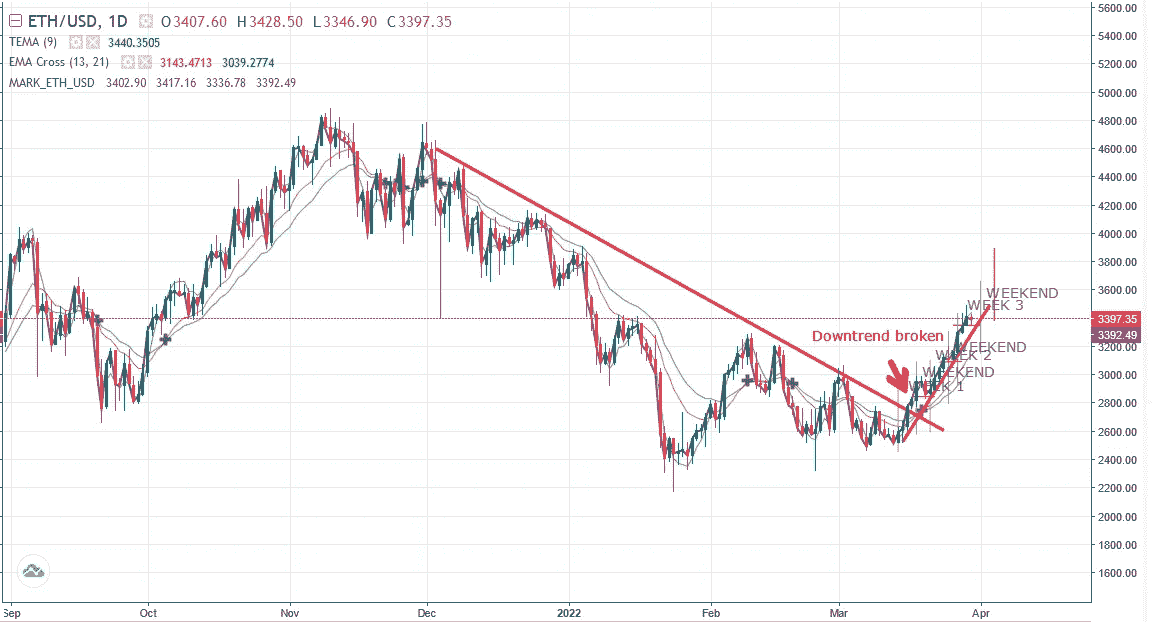 ETH/USD, 1D O3407.60 H3428.50 L3346.90 C3397.35
TEMA (9) 3440.3505
EMA Cross (13, 21) 3143.4713 3039.2774
MARK_ETH_USD 3402.90 3417.16 3336.78 3392.49
5600.00
5400.00
5200.00
5000.00
4800.00
4600.00
4400.00
4200.00
4000.00
3800.00
3600.00
WEEKEND
WEEK 3
3397.35
3392.49
Downtrend broken
3200.00
WEEKEND
WEEK 2
WEEKEND
3000.00
WEEK 1
2800.00
2600.00
2400.00
2200.00
2000.00
1800.00
1600.00
Sep Oct Nov Dec 2022 Feb Mar Apr